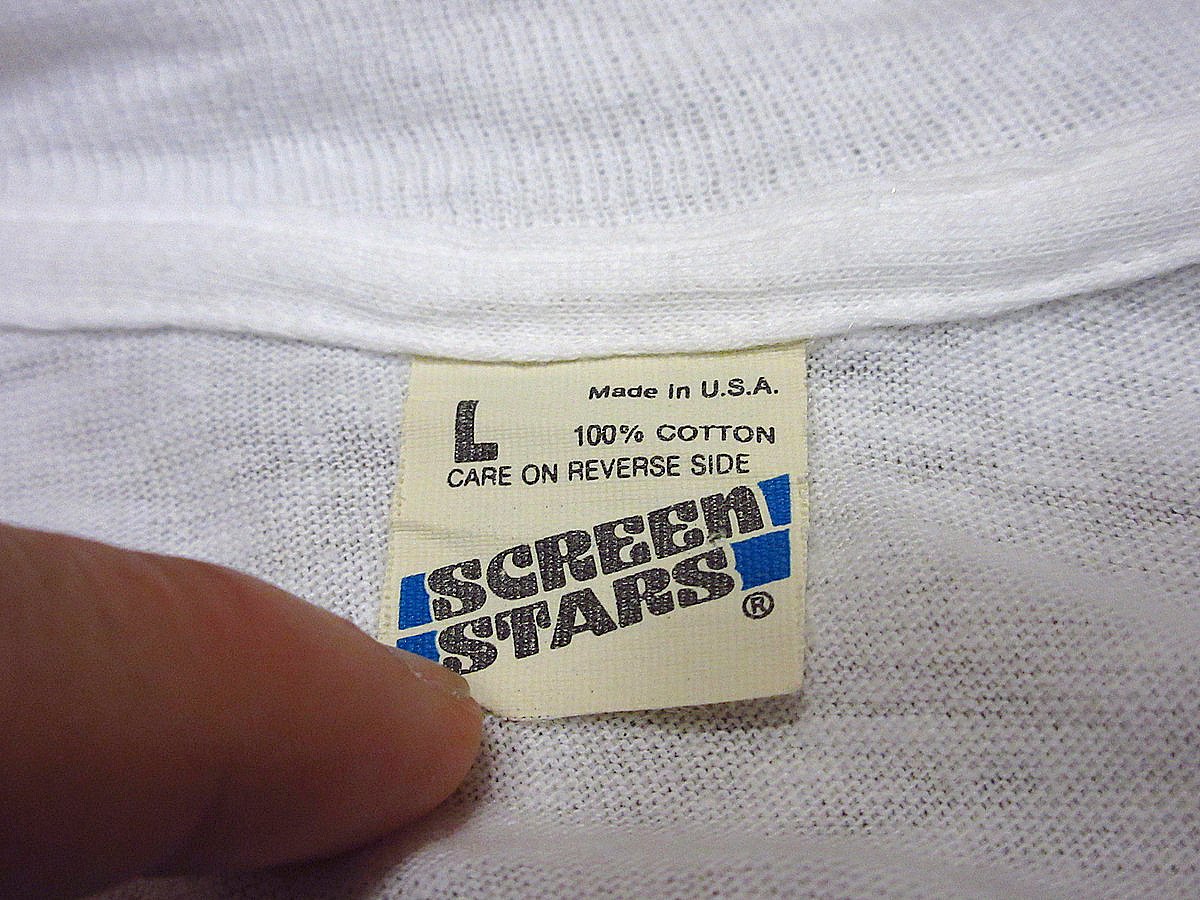 Made in U.S.A.
L
100% COTTON
CARE ON REVERSE SIDE
SCREEN
STARS
®